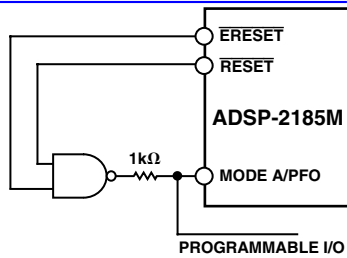 ERESET
RESET
ADSP-2185M
1kΩ
MODE A/PFO
PROGRAMMABLE I/O